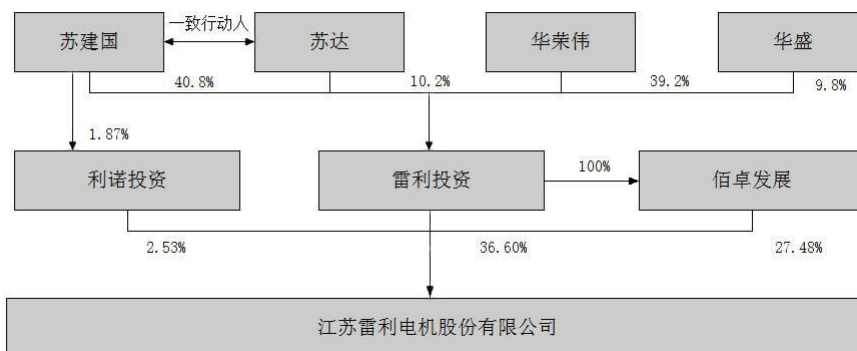 一致行动人
苏建国
苏达
华荣伟
华盛
40.8%
10.2%
39.2%
9.8%
1.87%
利诺投资
雷利投资
100%
佰卓发展
2.53%
36.60%
27.48%
江苏雷利电机股份有限公司